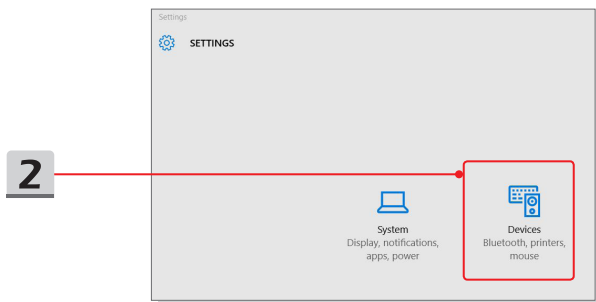 Settings
SETTINGS
2
System
Display, notifications,
apps, power
Devices
Bluetooth, printers,
mouse